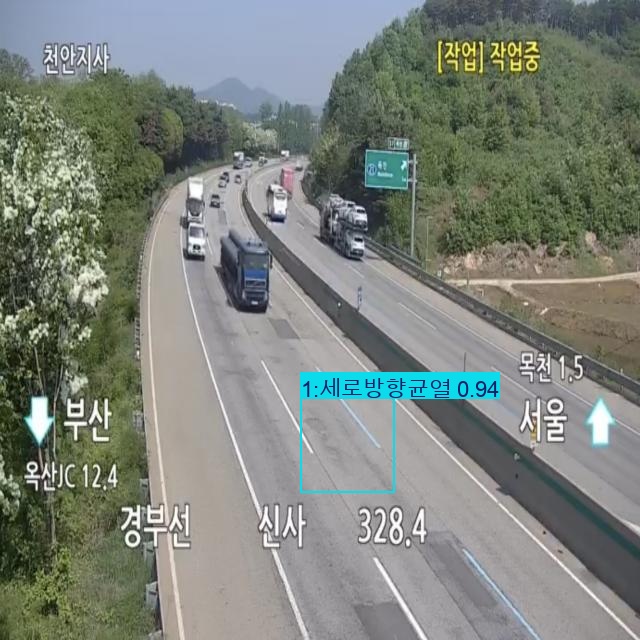 천안지사
[작업] 작업중
목천
1:세로방향균열 0.94
목천 1.5
부산
서울
옥산JC 12.4
경부선 신사 328.4